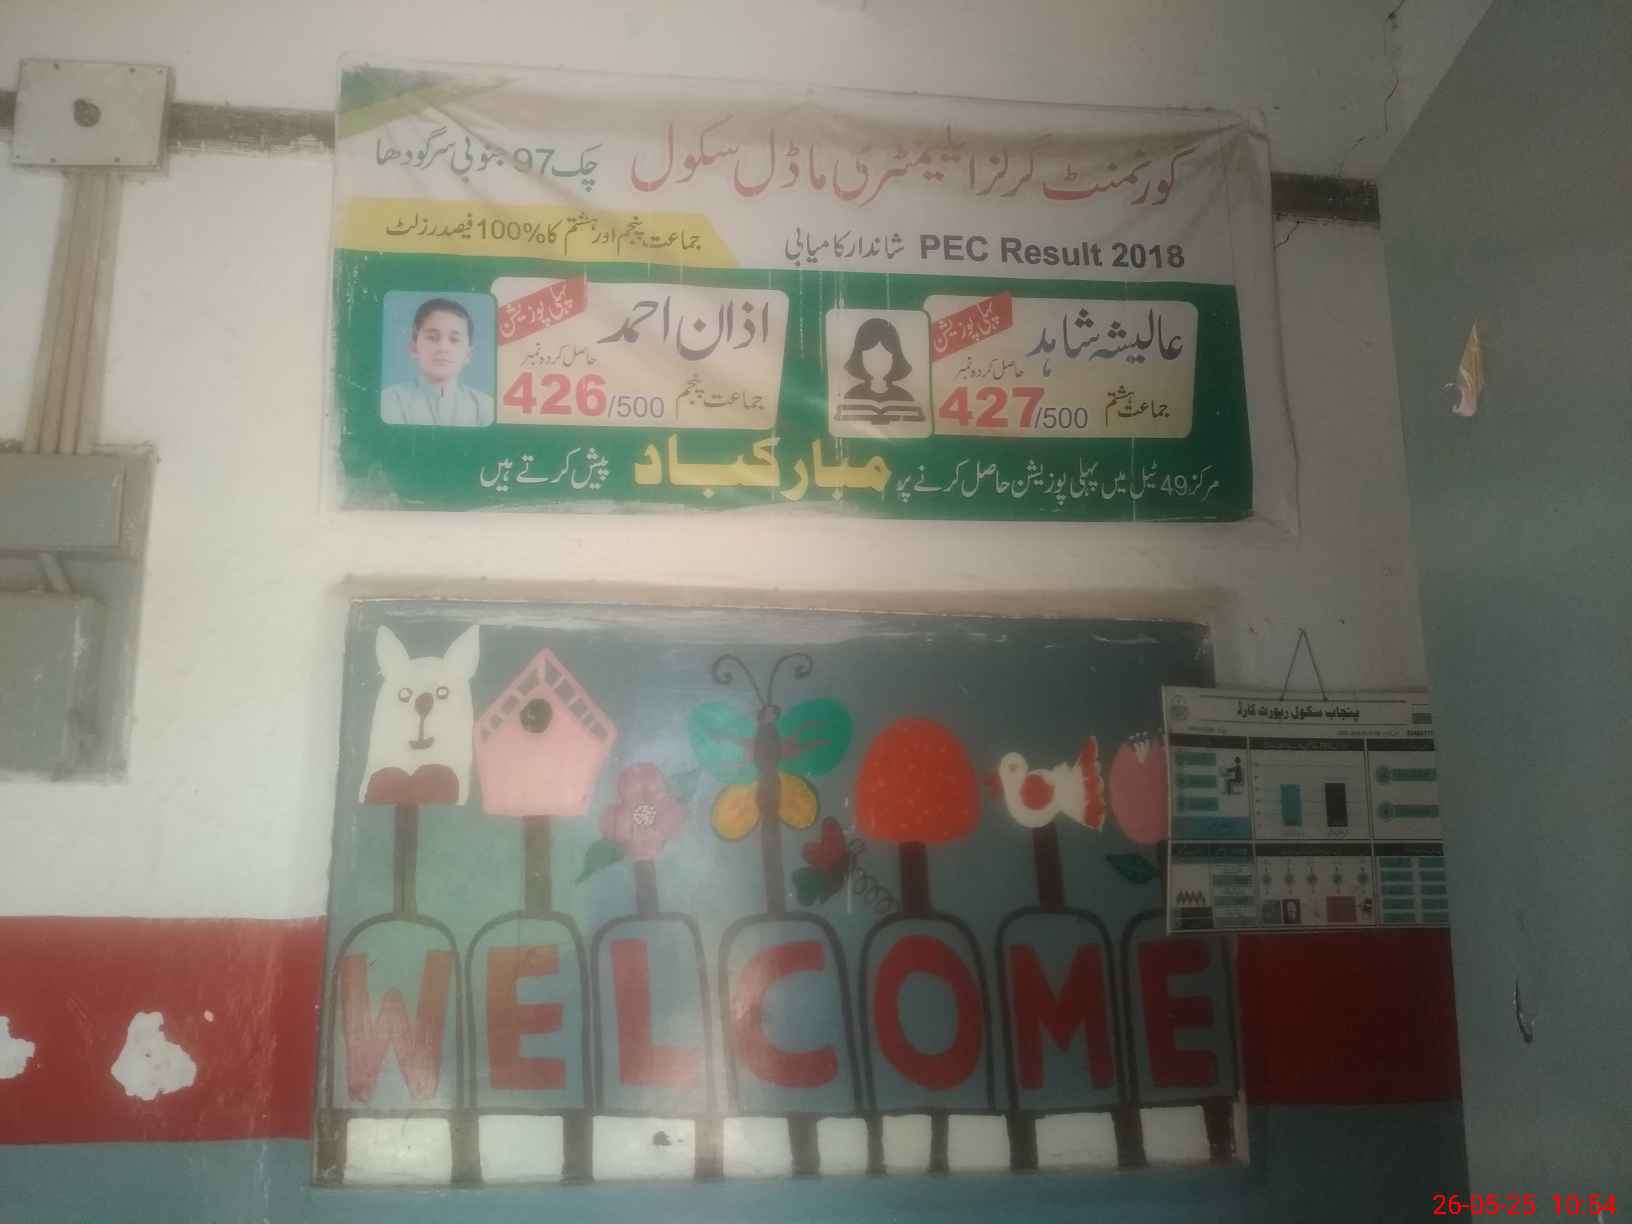 گورنمنٹ گرلز ایلیمنٹری ماڈل سکول چک 97 جنوبی سرگودھا
PEC Result 2018 شاندار کامیابی
جماعت پنجم اور ہشتم کا %100 فیصد رزلٹ
پہلی پوزیشن
عالیشہ شاہد
حاصل کردہ نمبر
جماعت ہشتم 427/500
پہلی پوزیشن
اذان احمد
حاصل کردہ نمبر
جماعت پنجم 426/500
مرکز 49 ٹیل میں پہلی پوزیشن حاصل کرنے پر مبارکباد پیش کرتے ہیں
پنجاب سکول رپورٹ کارڈ
WELCOME
26-05-25 10:54